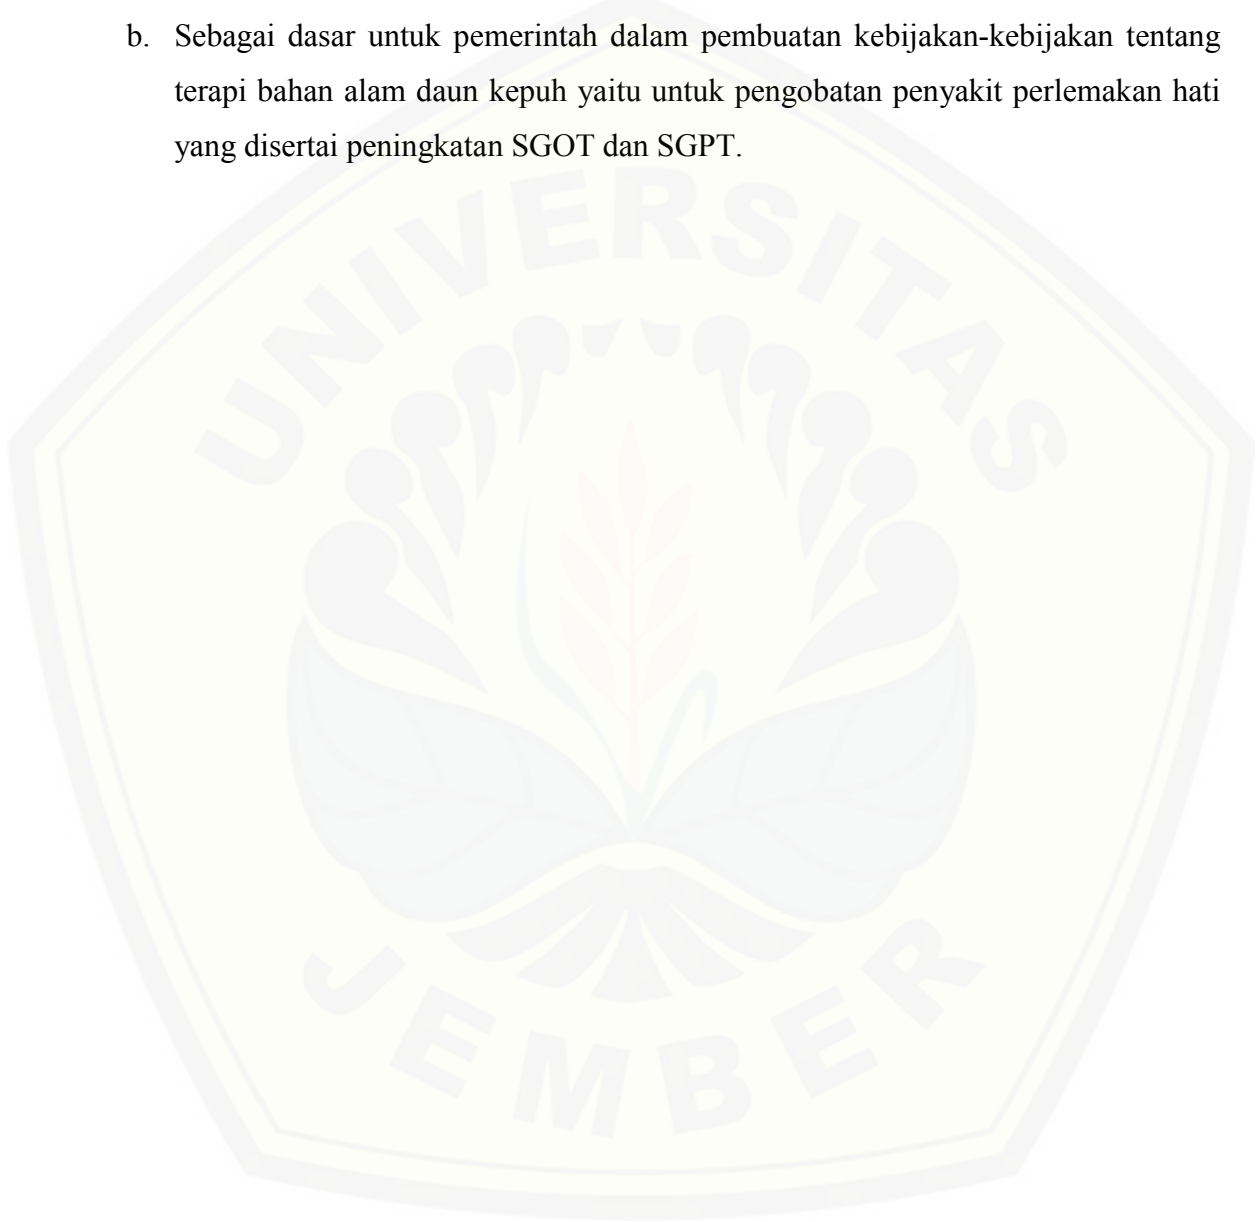 b. Sebagai dasar untuk pemerintah dalam pembuatan kebijakan-kebijakan tentang
terapi bahan alam daun kepuh yaitu untuk pengobatan penyakit perlemakan hati
yang disertai peningkatan SGOT dan SGPT.
UNIVERSITAS
JEMBER